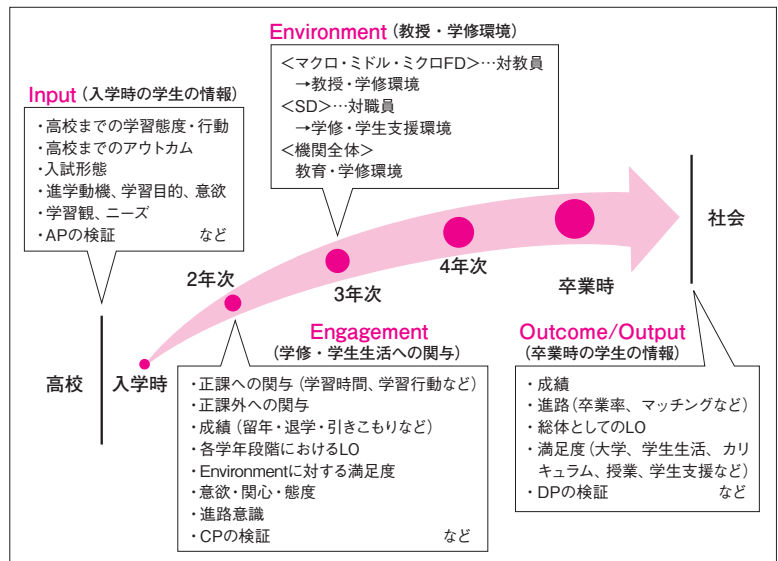 Environment (教授・学修環境)
<マクロ・ミドル・ミクロFD>…対教員
→教授・学修環境
<SD>…対職員
→学修・学生支援環境
<機関全体>
教育・学修環境
Input (入学時の学生の情報)
・高校までの学習態度・行動
・高校までのアウトカム
・入試形態
・進学動機、学習目的、意欲
・学習観、ニーズ
・APの検証 など
高校
入学時
2年次
3年次
4年次
卒業時
社会
Engagement
(学修・学生生活への関与)
・正課への関与(学習時間、学習行動など)
・正課外への関与
・成績(留年・退学・引きこもりなど)
・各学年段階におけるLO
・Environmentに対する満足度
・意欲・関心・態度
・進路意識
・CPの検証 など
Outcome/Output
(卒業時の学生の情報)
・成績
・進路(卒業率、マッチングなど)
・総体としてのLO
・満足度(大学、学生生活、カリ
キュラム、授業、学生支援など)
・DPの検証 など